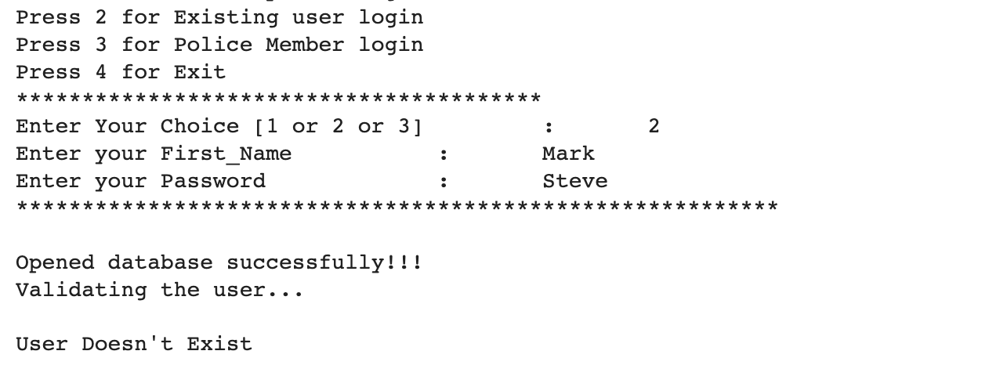 Press 2 for Existing user login
Press 3 for Police Member login
Press 4 for Exit
****************************************
Enter Your Choice [1 or 2 or 3] : 2
Enter your First_Name : Mark
Enter your Password : Steve
**********************************************************
Opened database successfully!!!
Validating the user...
User Doesn't Exist